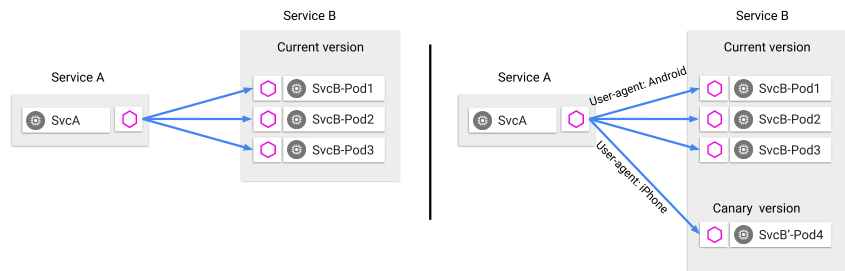 Service B
Current version
Service A
SvcA
SvcB-Pod1
SvcB-Pod2
SvcB-Pod3
Service B
Current version
Service A
User-agent: Android
SvcA
SvcB-Pod1
SvcB-Pod2
SvcB-Pod3
User-agent: iPhone
Canary version
SvcB'-Pod4